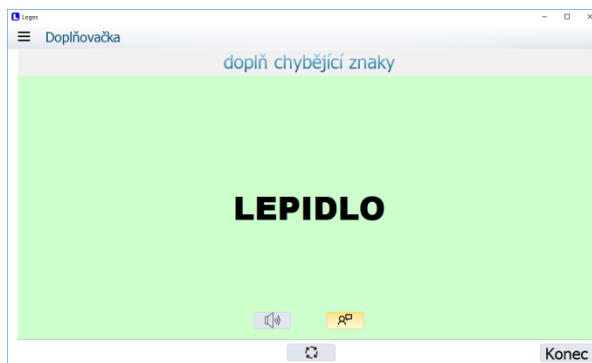 Logos
Doplňovačka
doplň chybějící znaky
LEPIDLO
Konec